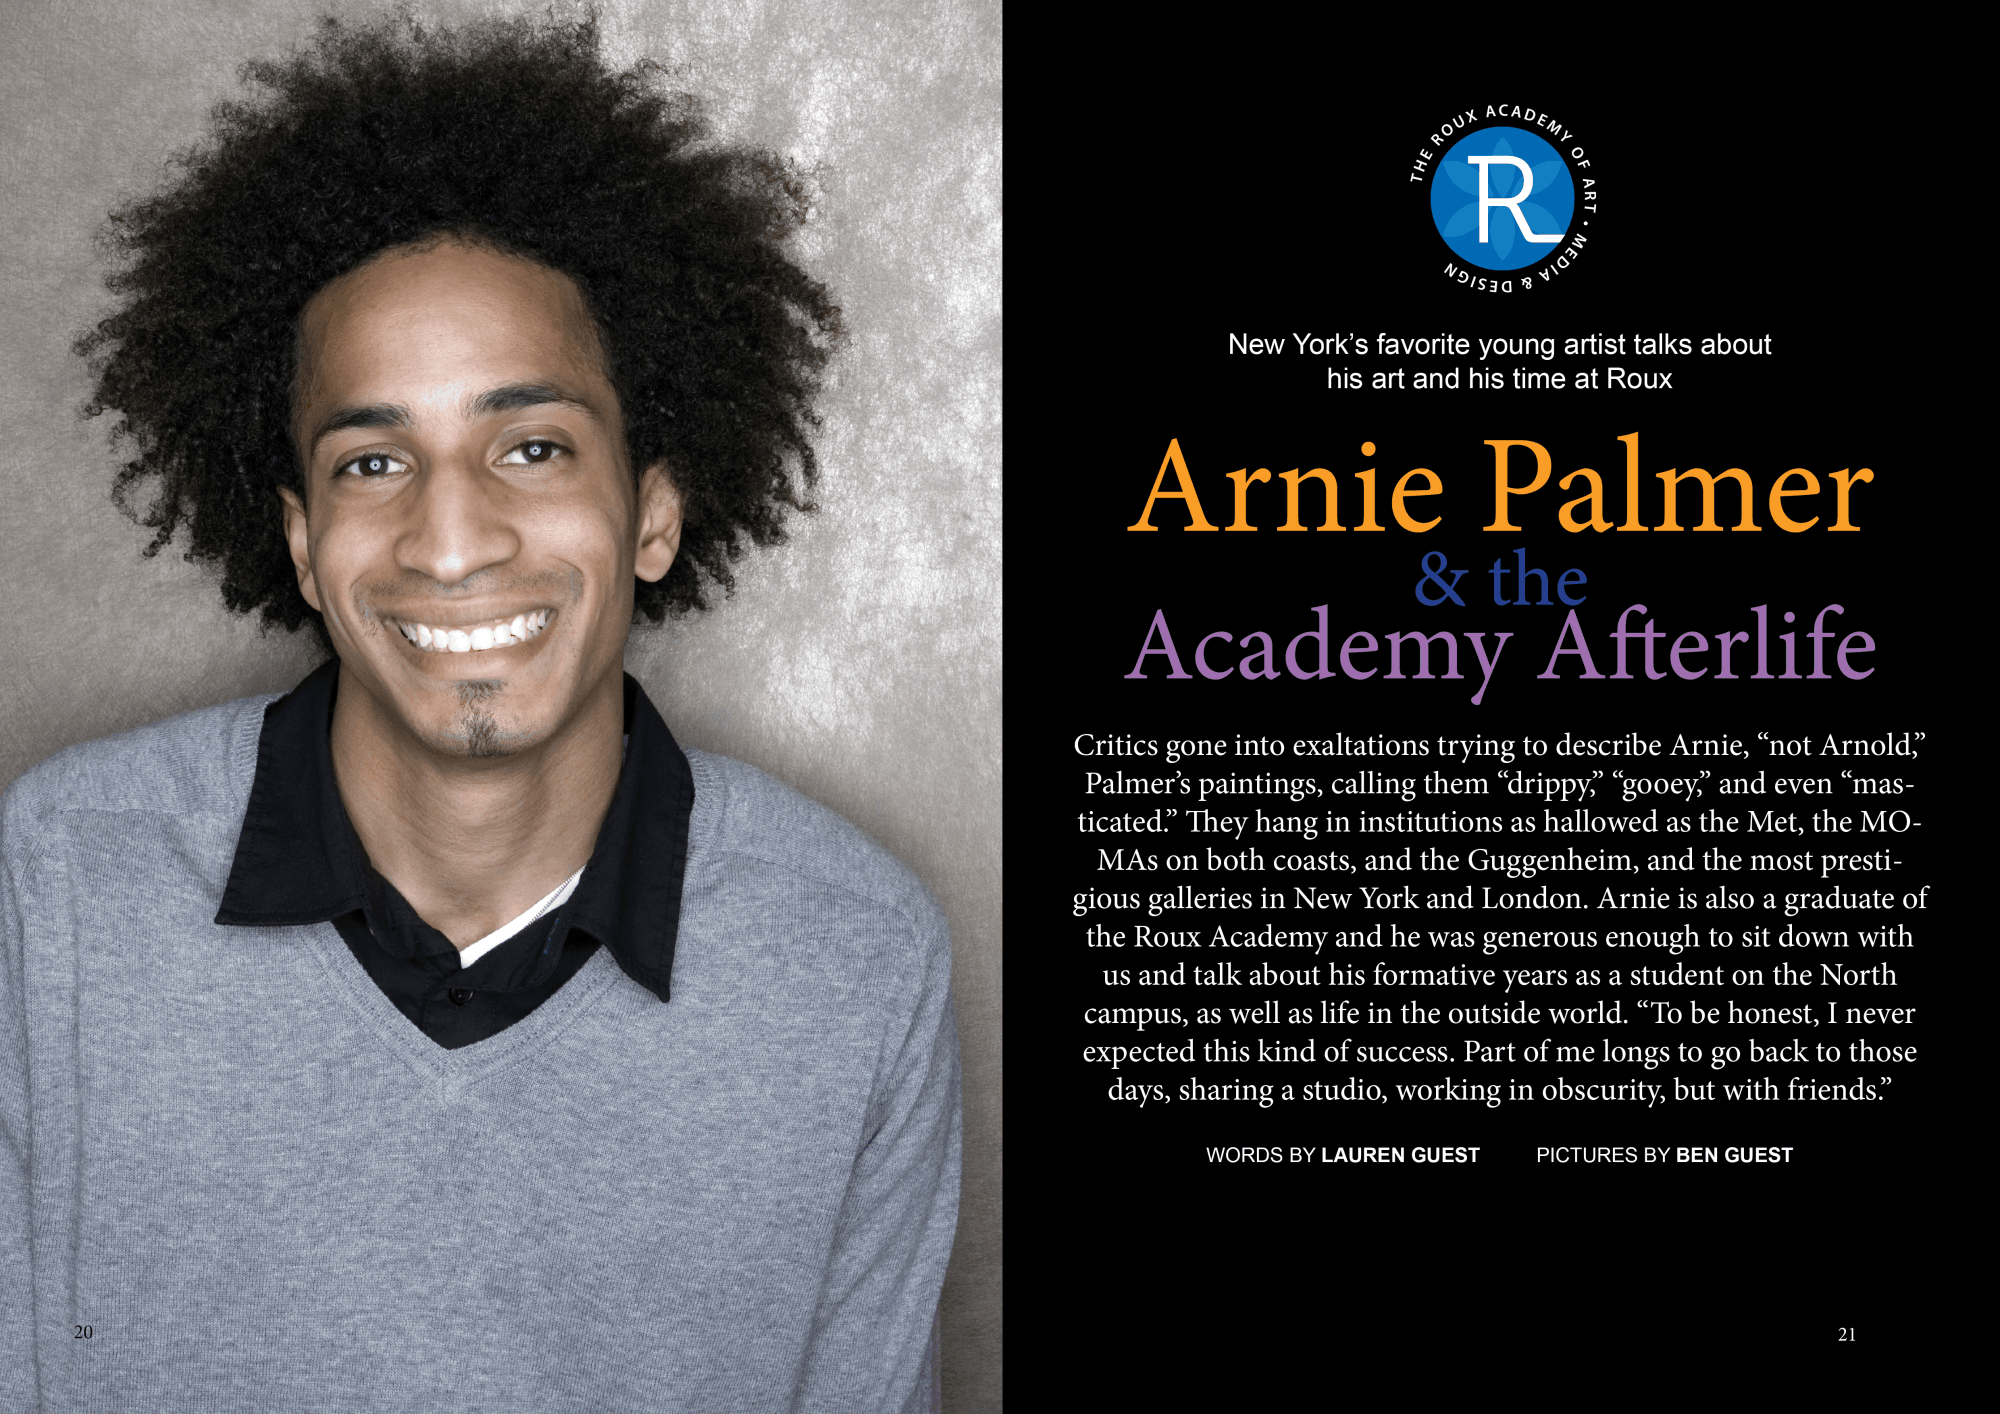 THE ROUX ACADEMY OF ART • MEDIA & DESIGN
R
New York’s favorite young artist talks about
his art and his time at Roux
Arnie Palmer
& the
Academy Afterlife
Critics gone into exaltations trying to describe Arnie, “not Arnold,”
Palmer’s paintings, calling them “drippy,” “gooey,” and even “mas-
ticated.” They hang in institutions as hallowed as the Met, the MO-
MAs on both coasts, and the Guggenheim, and the most presti-
gious galleries in New York and London. Arnie is also a graduate of
the Roux Academy and he was generous enough to sit down with
us and talk about his formative years as a student on the North
campus, as well as life in the outside world. “To be honest, I never
expected this kind of success. Part of me longs to go back to those
days, sharing a studio, working in obscurity, but with friends.”
WORDS BY LAUREN GUEST PICTURES BY BEN GUEST
20
21